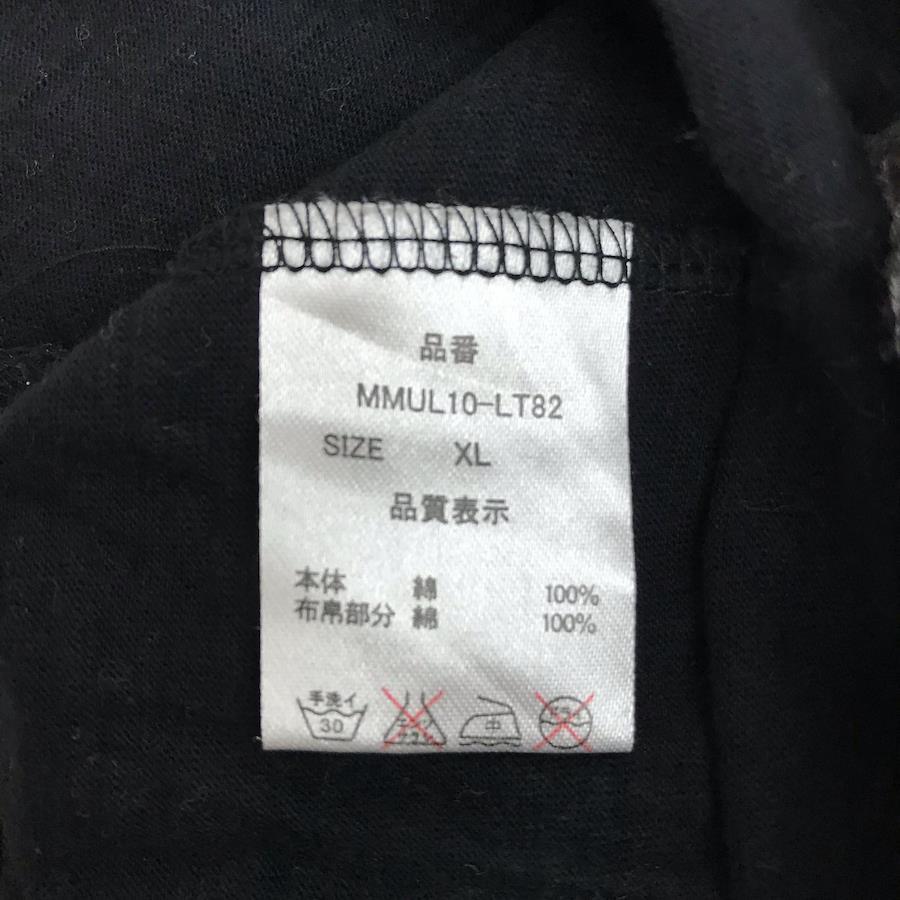 品番
MMUL10-LT82
SIZE XL
品質表示
本体 綿 100%
布帛部分 綿 100%
手洗イ
30
中